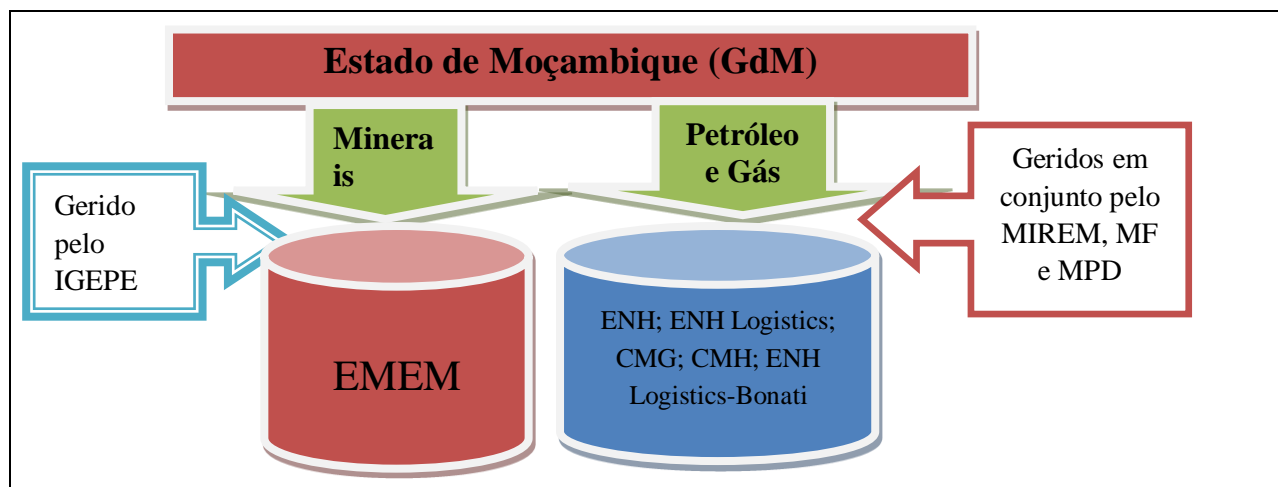 Estado de Moçambique (GdM)
Minera
is
Petróleo
e Gás
Gerido
pelo
IGEPE
Geridos em
conjunto pelo
MIREM, MF
e MPD
EMEM
ENH; ENH Logistics;
CMG; CMH; ENH
Logistics-Bonati